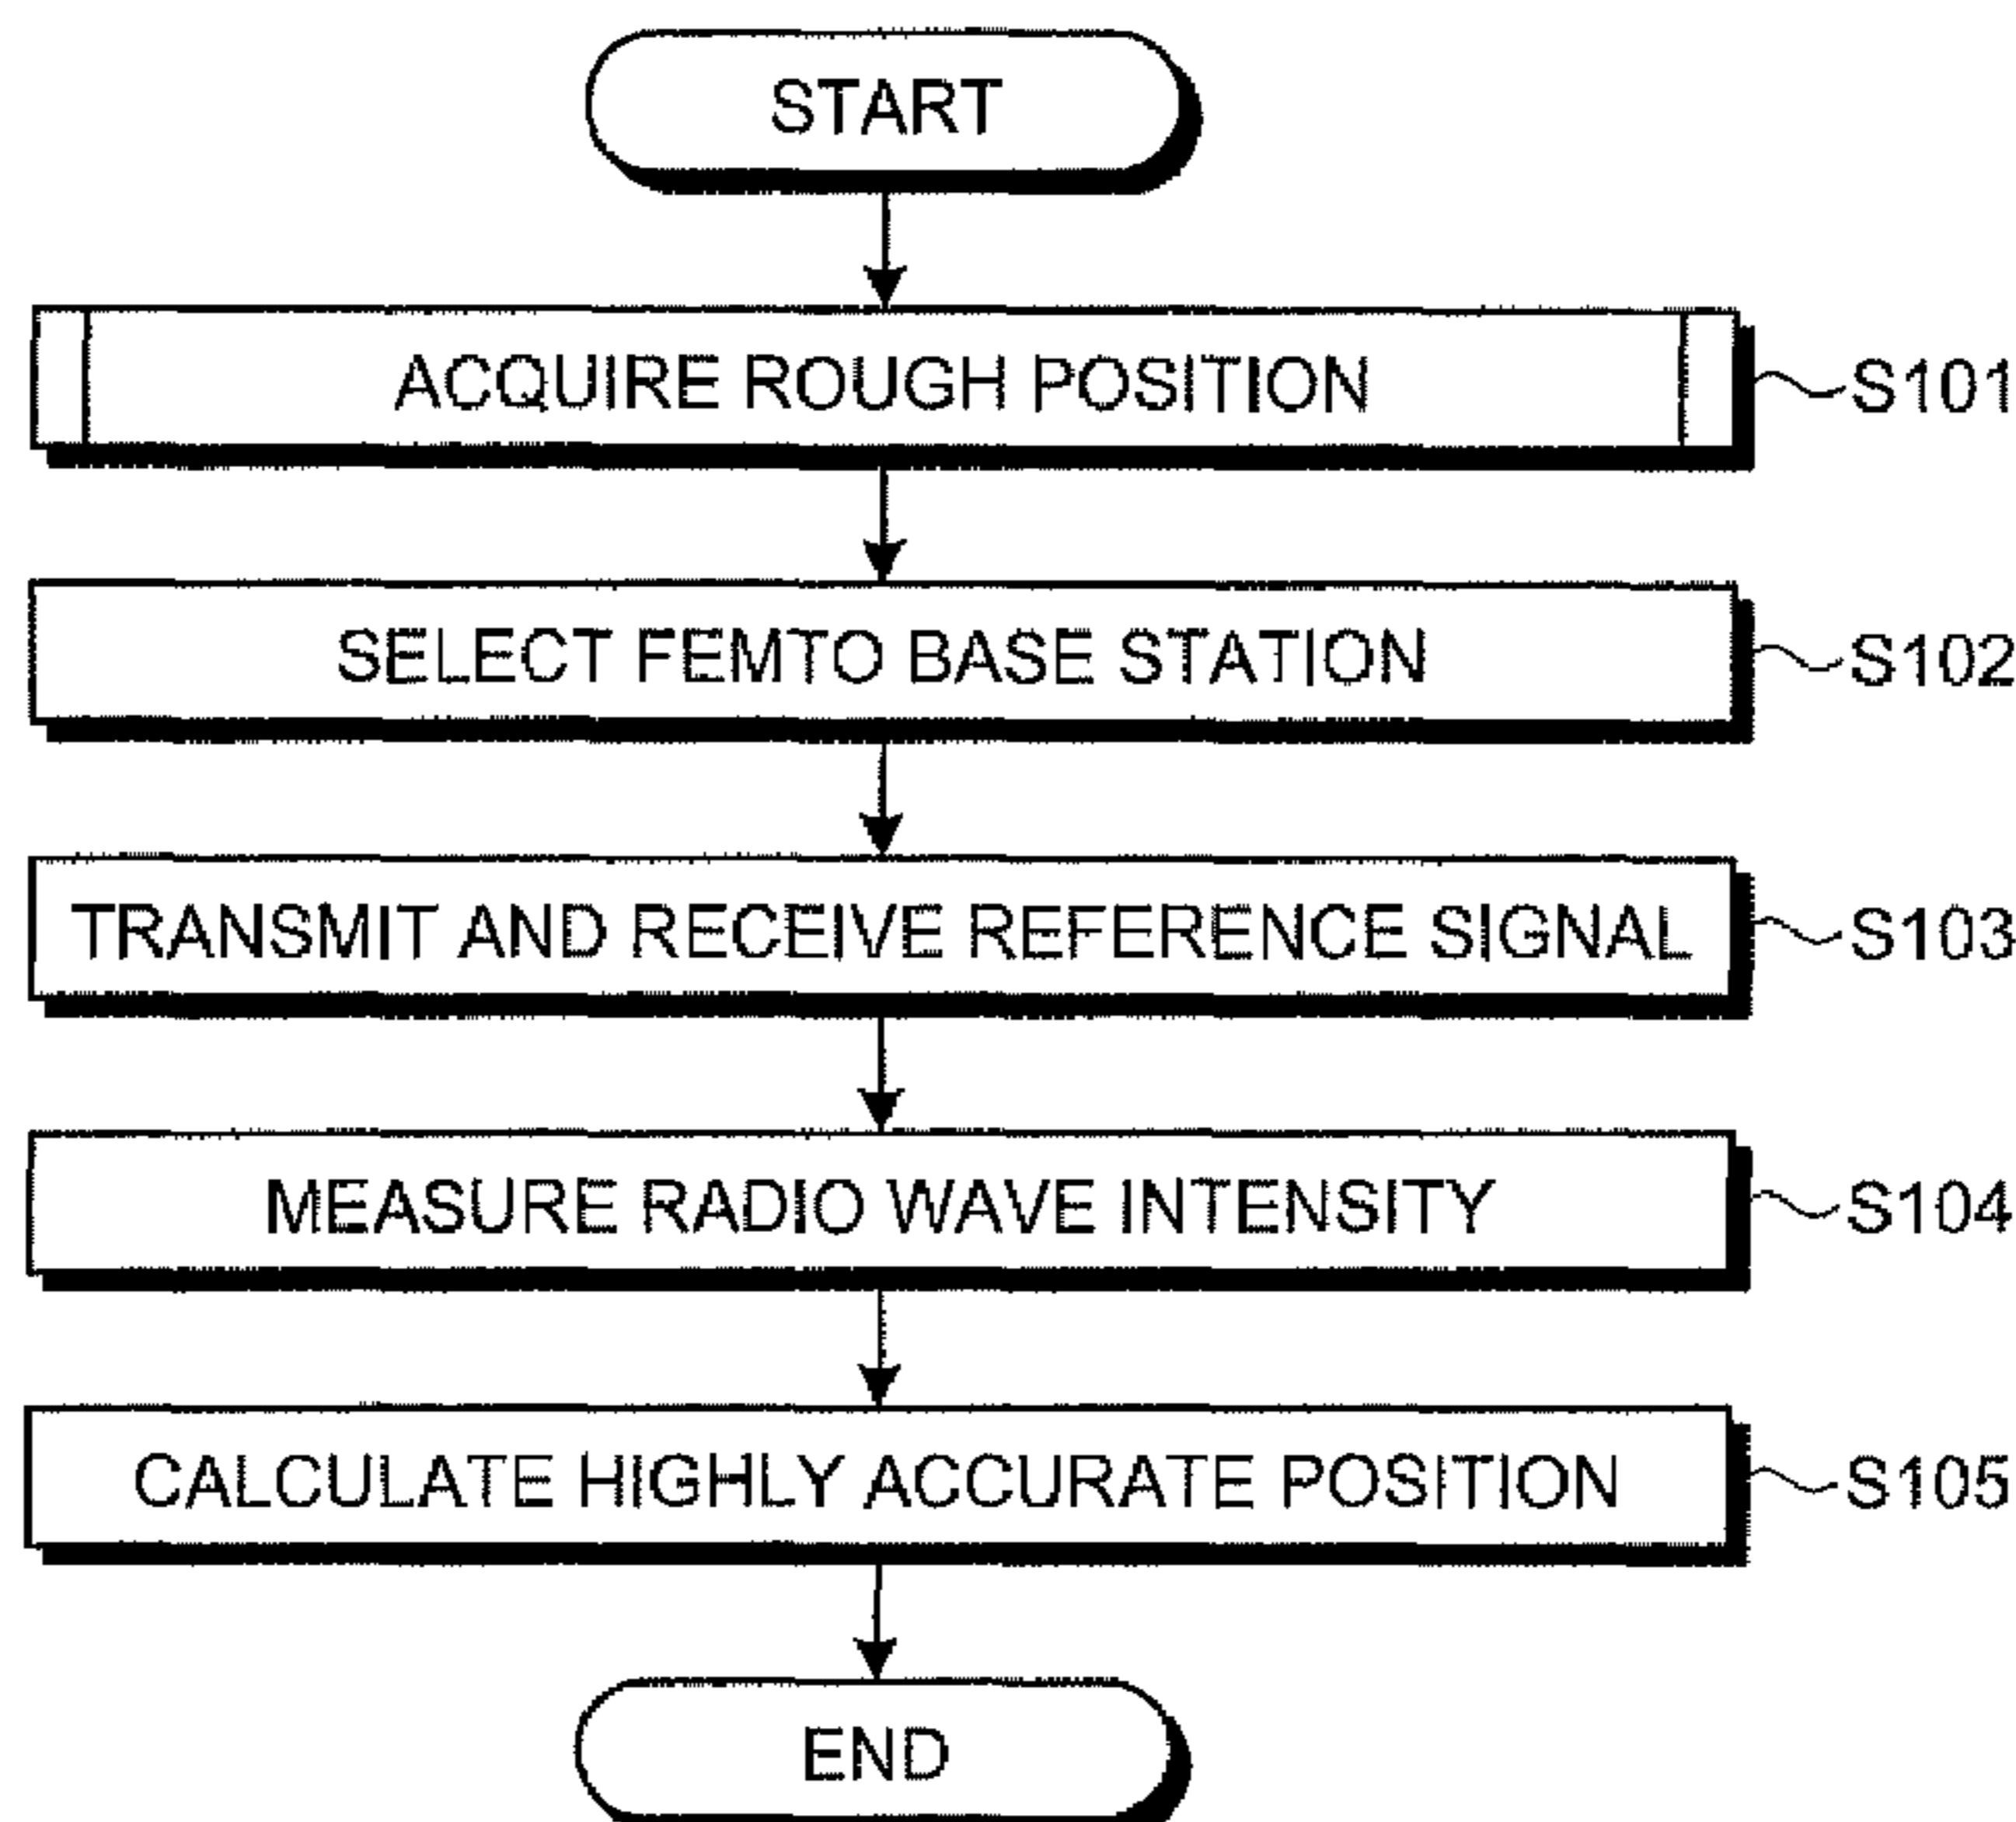 START
ACQUIRE ROUGH POSITION
S101
SELECT FEMTO BASE STATION
S102
TRANSMIT AND RECEIVE REFERENCE SIGNAL
S103
MEASURE RADIO WAVE INTENSITY
S104
CALCULATE HIGHLY ACCURATE POSITION
S105
END